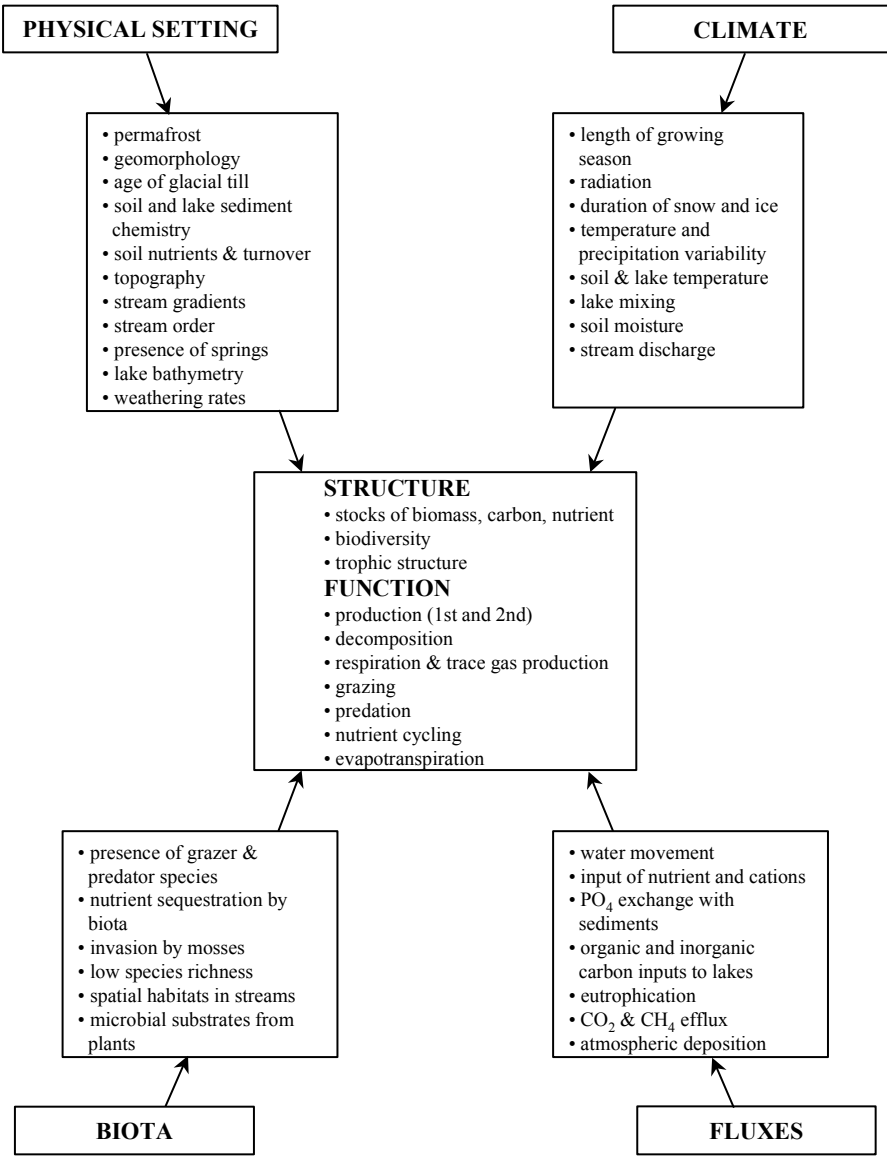 PHYSICAL SETTING
• permafrost
• geomorphology
• age of glacial till
• soil and lake sediment
chemistry
• soil nutrients & turnover
• topography
• stream gradients
• stream order
• presence of springs
• lake bathymetry
• weathering rates
CLIMATE
• length of growing
season
• radiation
• duration of snow and ice
• temperature and
precipitation variability
• soil & lake temperature
• lake mixing
• soil moisture
• stream discharge
STRUCTURE
• stocks of biomass, carbon, nutrient
• biodiversity
• trophic structure
FUNCTION
• production (1st and 2nd)
• decomposition
• respiration & trace gas production
• grazing
• predation
• nutrient cycling
• evapotranspiration
• presence of grazer &
predator species
• nutrient sequestration by
biota
• invasion by mosses
• low species richness
• spatial habitats in streams
• microbial substrates from
plants
BIOTA
• water movement
• input of nutrient and cations
• PO₄ exchange with
sediments
• organic and inorganic
carbon inputs to lakes
• eutrophication
• CO₂ & CH₄ efflux
• atmospheric deposition
FLUXES